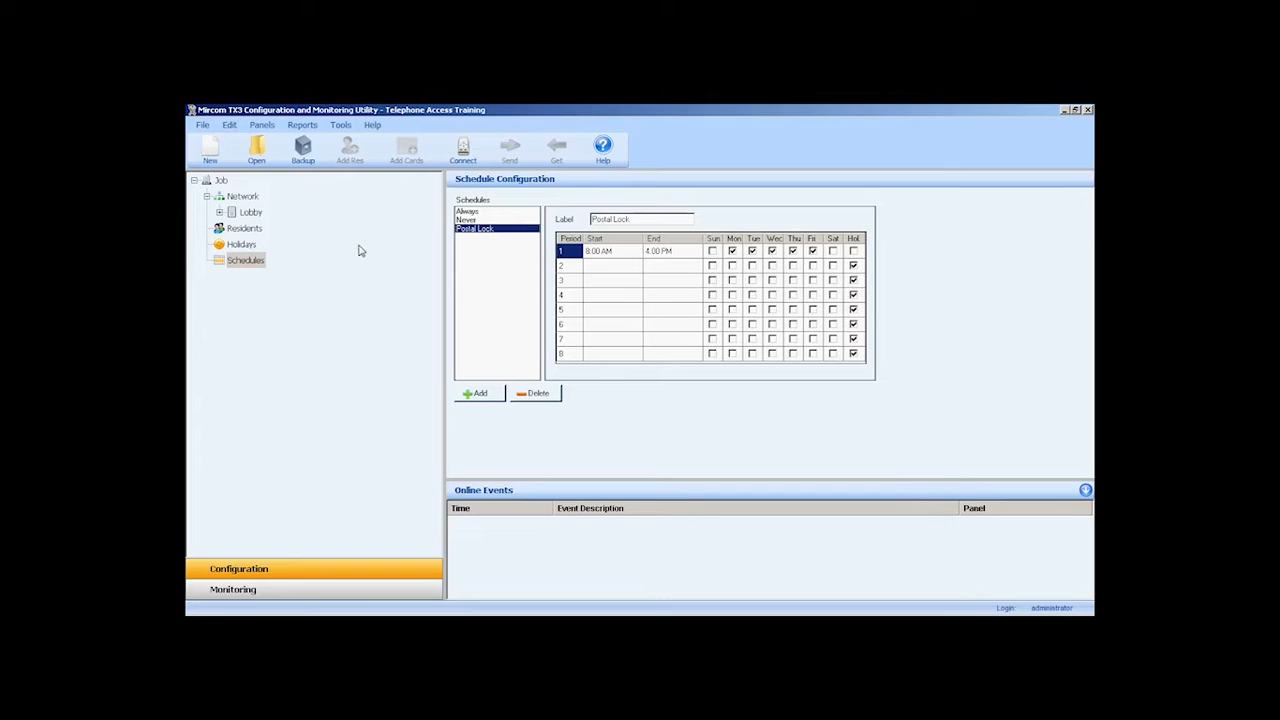 Mircom TX3 Configuration and Monitoring Utility - Telephone Access Training
File Edit Panels Reports Tools Help
New Open Backup Add Res Add Cards Connect Send Get Help
Job
Network
Lobby
Residents
Holidays
Schedules
Configuration
Monitoring
Schedule Configuration
Schedules
Always
Never
Postal Lock
Label Postal Lock
Period Start End Sun Mon Tue Wed Thu Fri Sat Hol
1 8:00 AM 4:00 PM
2
3
4
5
6
7
8
Add Delete
Online Events
Time Event Description Panel
Login: administrator